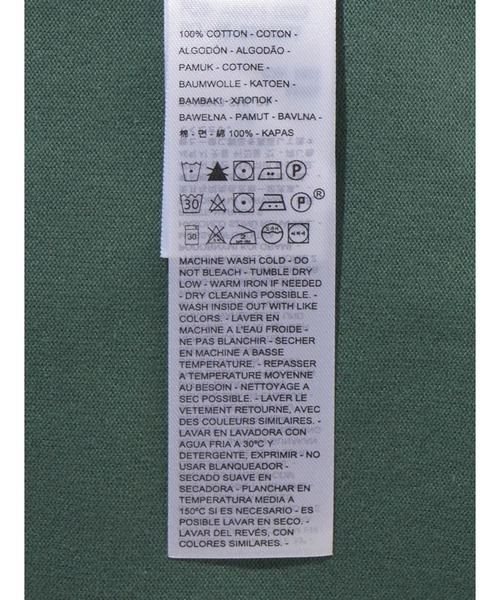 100% COTTON - COTON -
ALGODÓN - ALGODÃO -
PAMUK - COTONE -
BAUMWOLLE - KATOEN -
BAMBAKI - ХЛОПОК -
BAWEŁNA - PAMUT - BAVLNA -
棉 - 면 - 綿 100% - KAPAS
P
30
P®
30
MACHINE WASH COLD - DO
NOT BLEACH - TUMBLE DRY
LOW - WARM IRON IF NEEDED
- DRY CLEANING POSSIBLE. -
WASH INSIDE OUT WITH LIKE
COLORS. - LAVER EN
MACHINE A L'EAU FROIDE -
NE PAS BLANCHIR - SECHER
EN MACHINE A BASSE
TEMPERATURE. - REPASSER
A TEMPERATURE MOYENNE
AU BESOIN - NETTOYAGE A
SEC POSSIBLE. - LAVER LE
VETEMENT RETOURNE, AVEC
DES COULEURS SIMILAIRES. -
LAVAR EN LAVADORA CON
AGUA FRIA A 30ºC Y
DETERGENTE, EXPRIMIR - NO
USAR BLANQUEADOR -
SECADO SUAVE EN
SECADORA - PLANCHAR EN
TEMPERATURA MEDIA A
150ºC SI ES NECESARIO - ES
POSIBLE LAVAR EN SECO. -
LAVAR DEL REVÉS, CON
COLORES SIMILARES. -